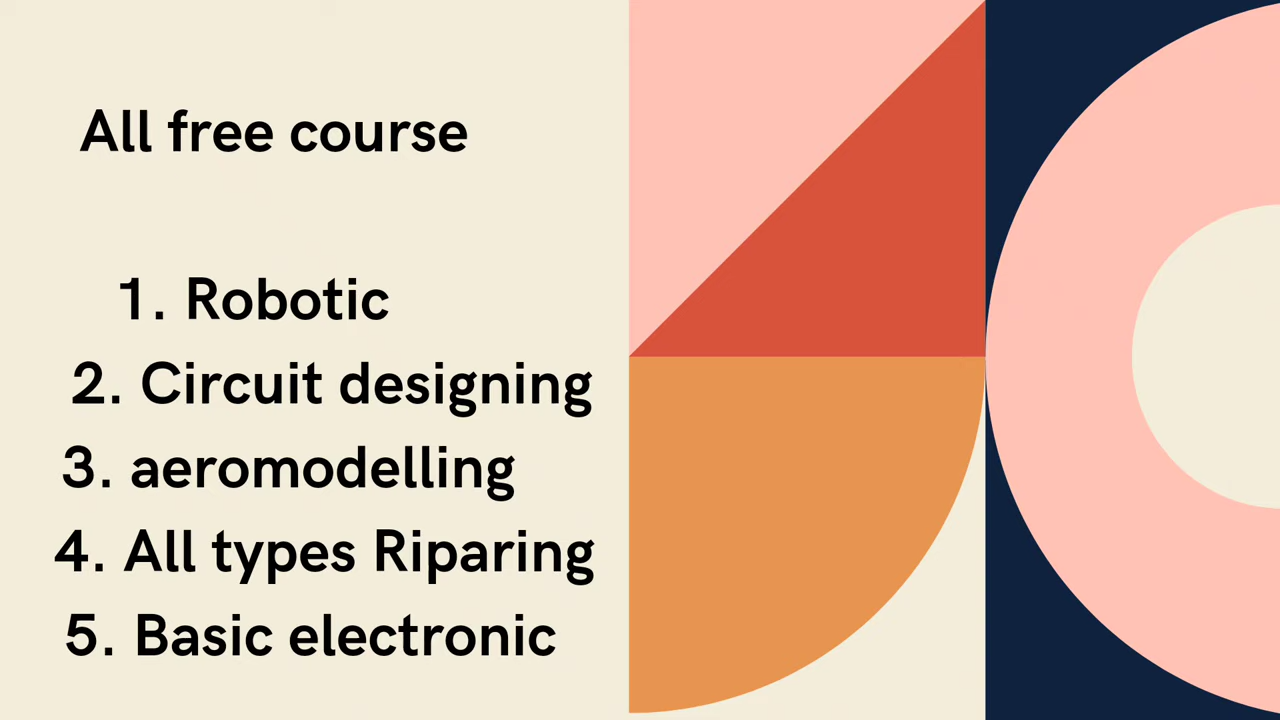 All free course
1. Robotic
2. Circuit designing
3. aeromodelling
4. All types Riparing
5. Basic electronic